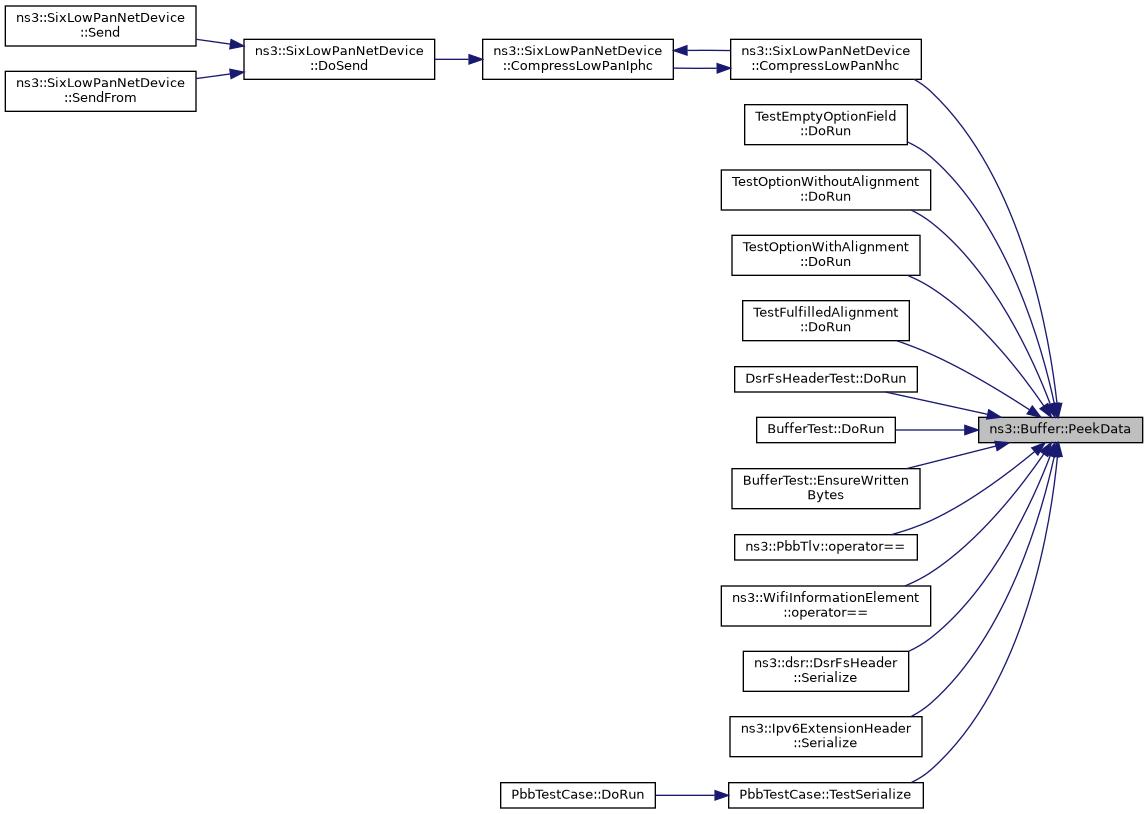 ns3::SixLowPanNetDevice
::Send
ns3::SixLowPanNetDevice
::SendFrom
ns3::SixLowPanNetDevice
::DoSend
ns3::SixLowPanNetDevice
::CompressLowPanIphc
ns3::SixLowPanNetDevice
::CompressLowPanNhc
TestEmptyOptionField
::DoRun
TestOptionWithoutAlignment
::DoRun
TestOptionWithAlignment
::DoRun
TestFulfilledAlignment
::DoRun
DsrFsHeaderTest::DoRun
BufferTest::DoRun
ns3::Buffer::PeekData
BufferTest::EnsureWritten
Bytes
ns3::PbbTlv::operator==
ns3::WifiInformationElement
::operator==
ns3::dsr::DsrFsHeader
::Serialize
ns3::Ipv6ExtensionHeader
::Serialize
PbbTestCase::DoRun
PbbTestCase::TestSerialize